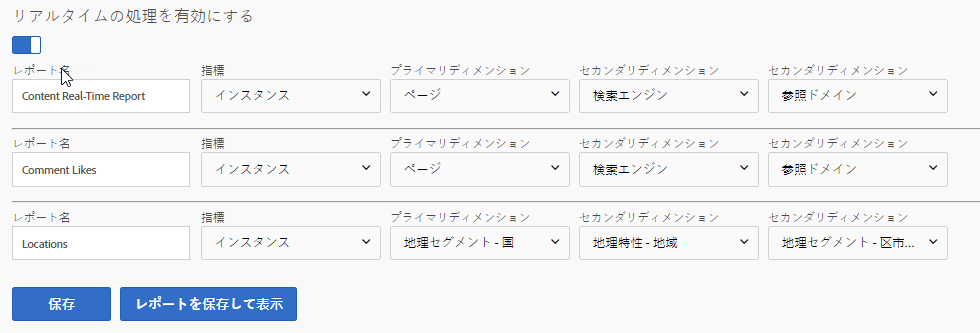 リアルタイムの処理を有効にする
レポート名 指標 プライマリディメンション セカンダリディメンション セカンダリディメンション
Content Real-Time Report インスタンス ページ 検索エンジン 参照ドメイン
レポート名 指標 プライマリディメンション セカンダリディメンション セカンダリディメンション
Comment Likes インスタンス ページ 検索エンジン 参照ドメイン
レポート名 指標 プライマリディメンション セカンダリディメンション セカンダリディメンション
Locations インスタンス 地理セグメント - 国 地理特性 - 地域 地理セグメント - 区市...
保存 レポートを保存して表示